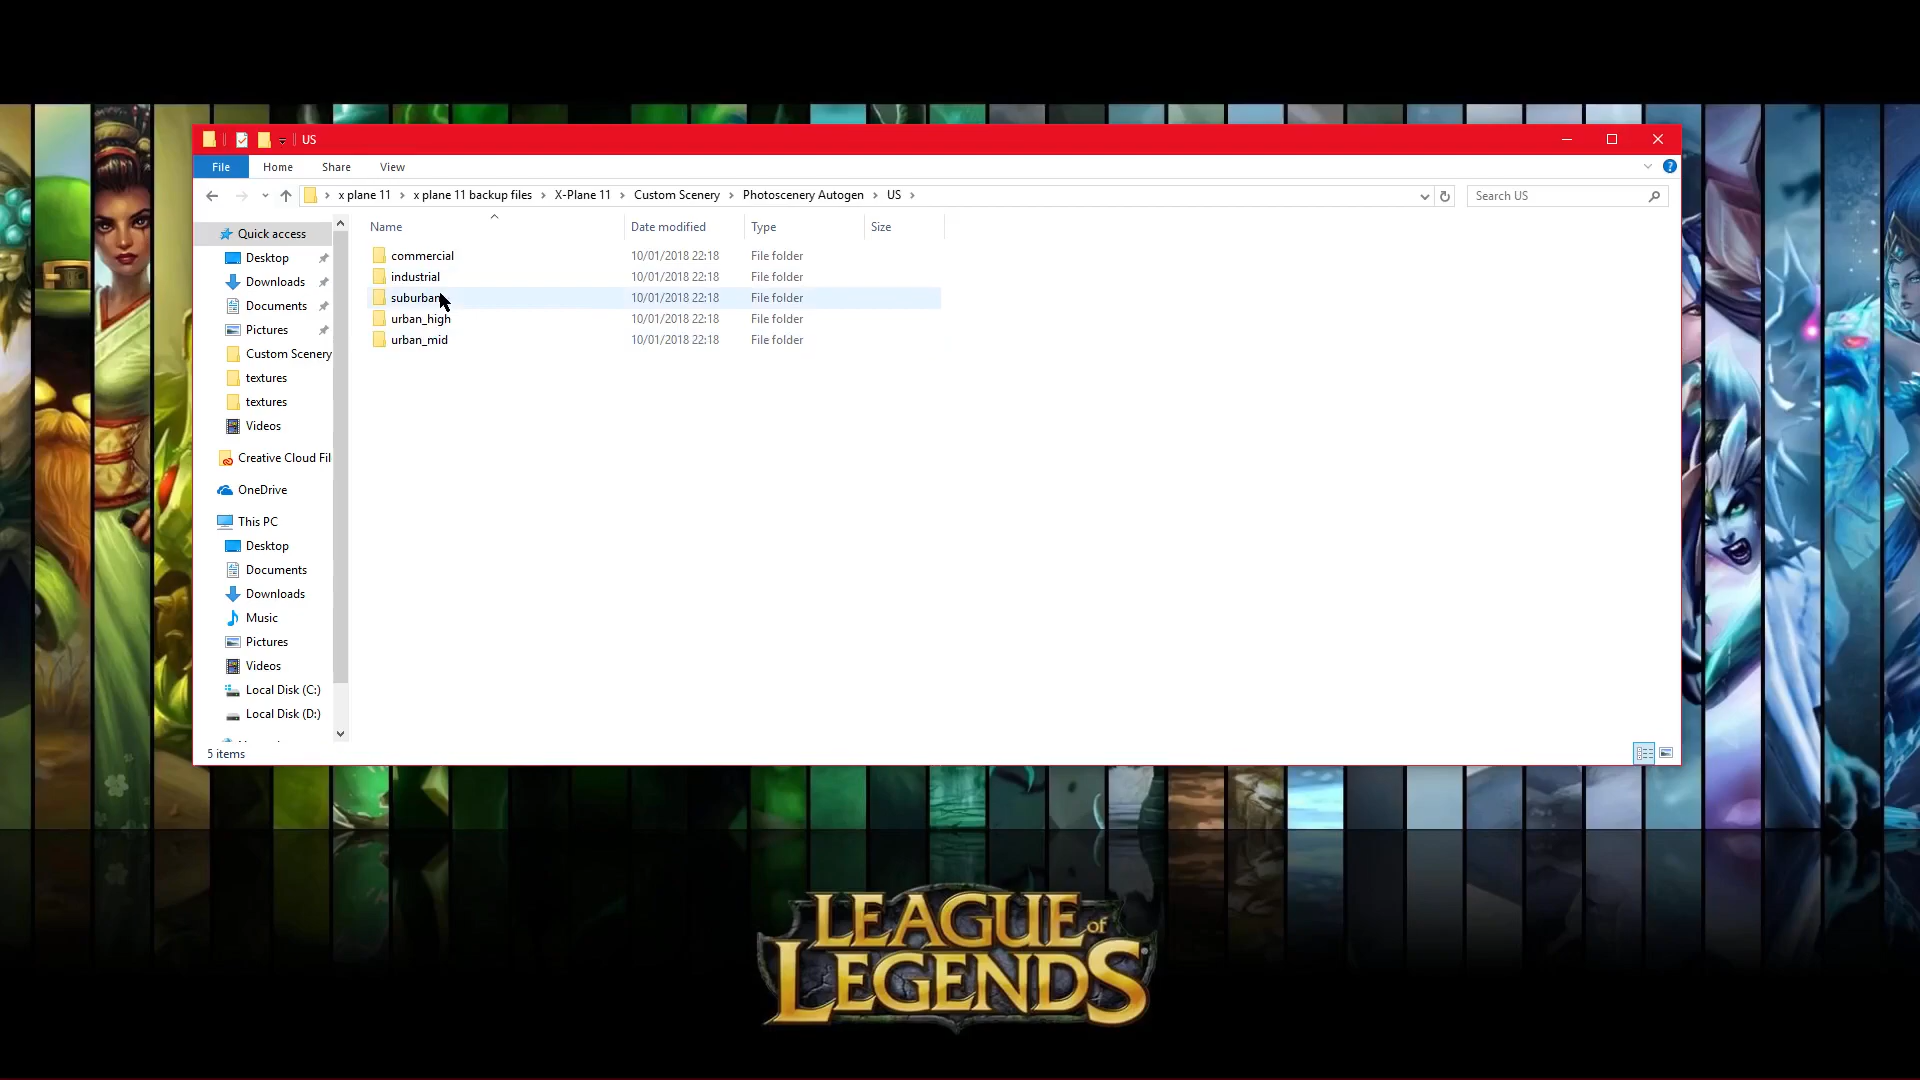 US
File Home Share View
x plane 11 x plane 11 backup files X-Plane 11 Custom Scenery Photoscenery Autogen US Search US
Name Date modified Type Size
Quick access
Desktop
Downloads
Documents
Pictures
Custom Scenery
textures
textures
Videos
Creative Cloud Fil
OneDrive
This PC
Desktop
Documents
Downloads
Music
Pictures
Videos
Local Disk (C:)
Local Disk (D:)
commercial 10/01/2018 22:18 File folder
industrial 10/01/2018 22:18 File folder
suburban 10/01/2018 22:18 File folder
urban_high 10/01/2018 22:18 File folder
urban_mid 10/01/2018 22:18 File folder
5 items
LEAGUE of
LEGENDS